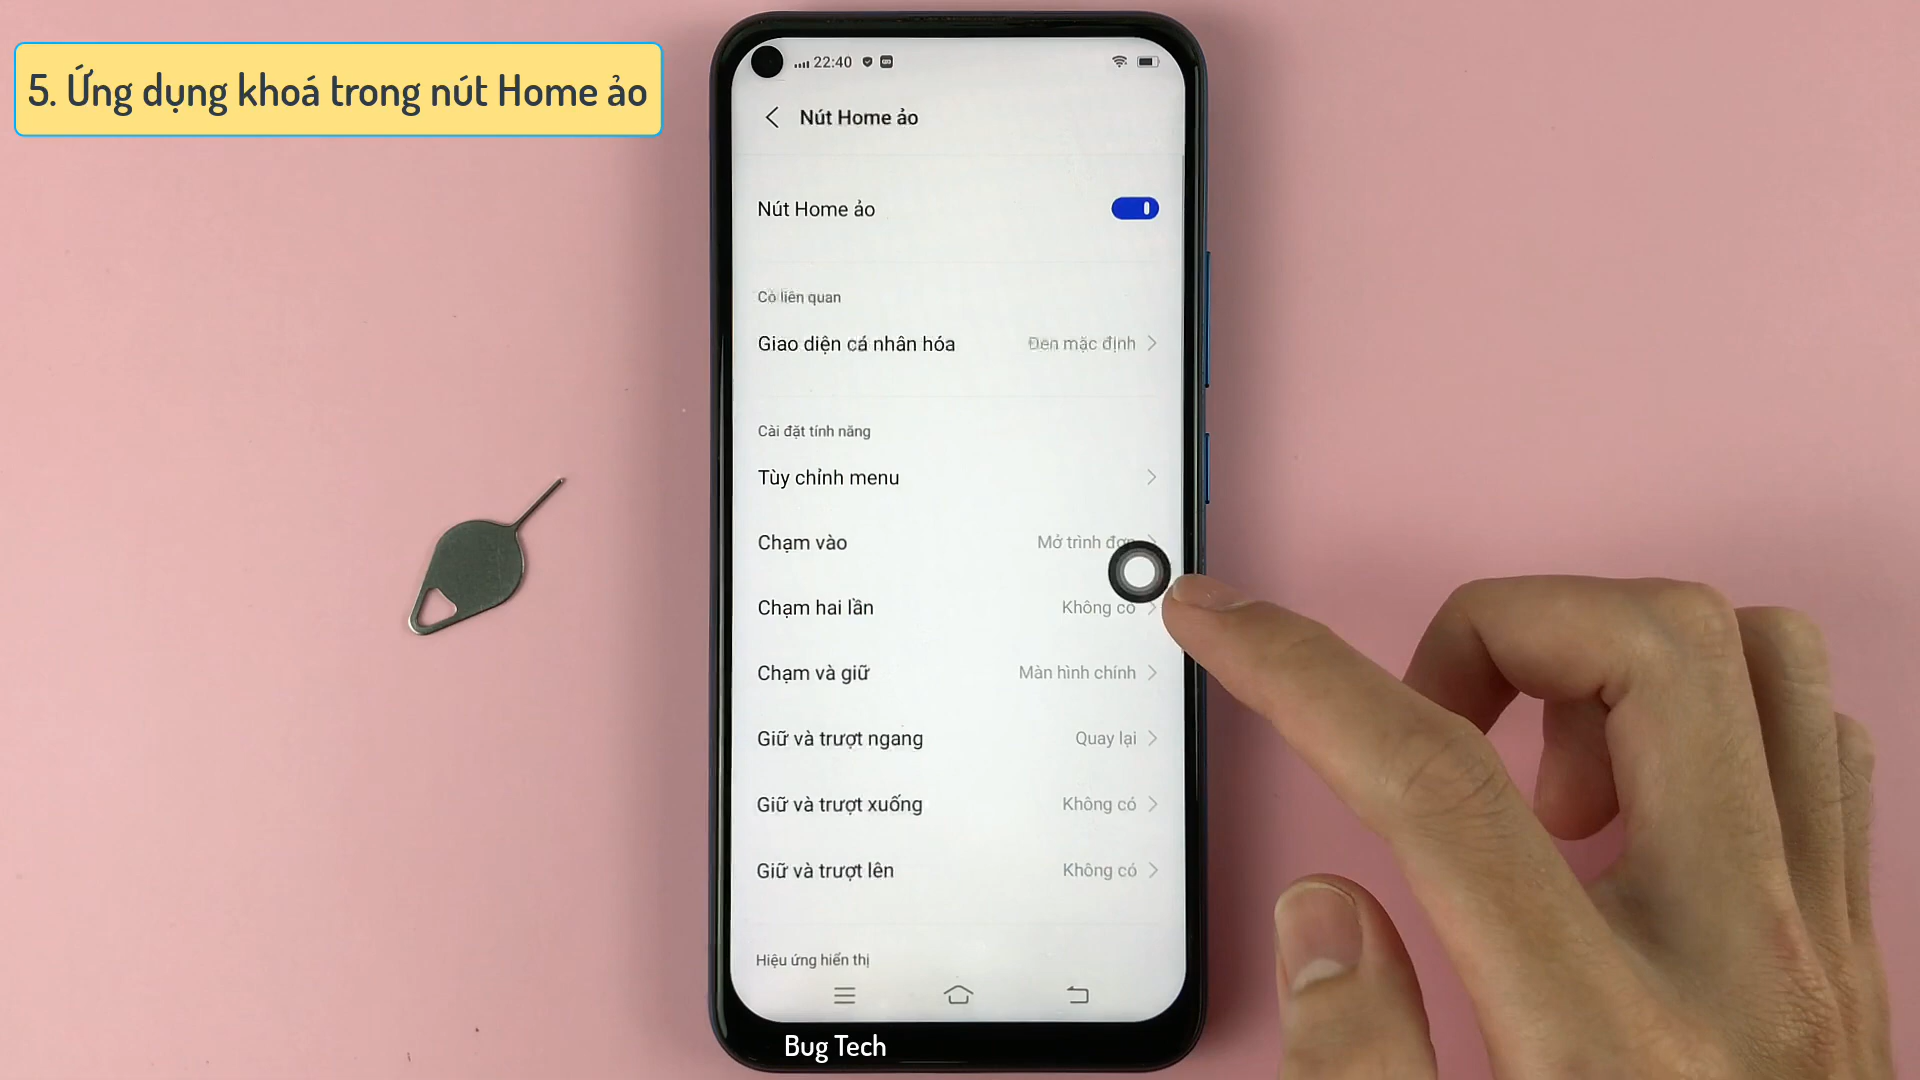 5. Ứng dụng khoá trong nút Home ảo
22:40
Nút Home ảo
Nút Home ảo
Có liên quan
Giao diện cá nhân hóa
Đen mặc định
Cài đặt tính năng
Tùy chỉnh menu
Chạm vào
Mở trình đơn
Chạm hai lần
Không có
Chạm và giữ
Màn hình chính
Giữ và trượt ngang
Quay lại
Giữ và trượt xuống
Không có
Giữ và trượt lên
Không có
Hiệu ứng hiển thị
Bug Tech